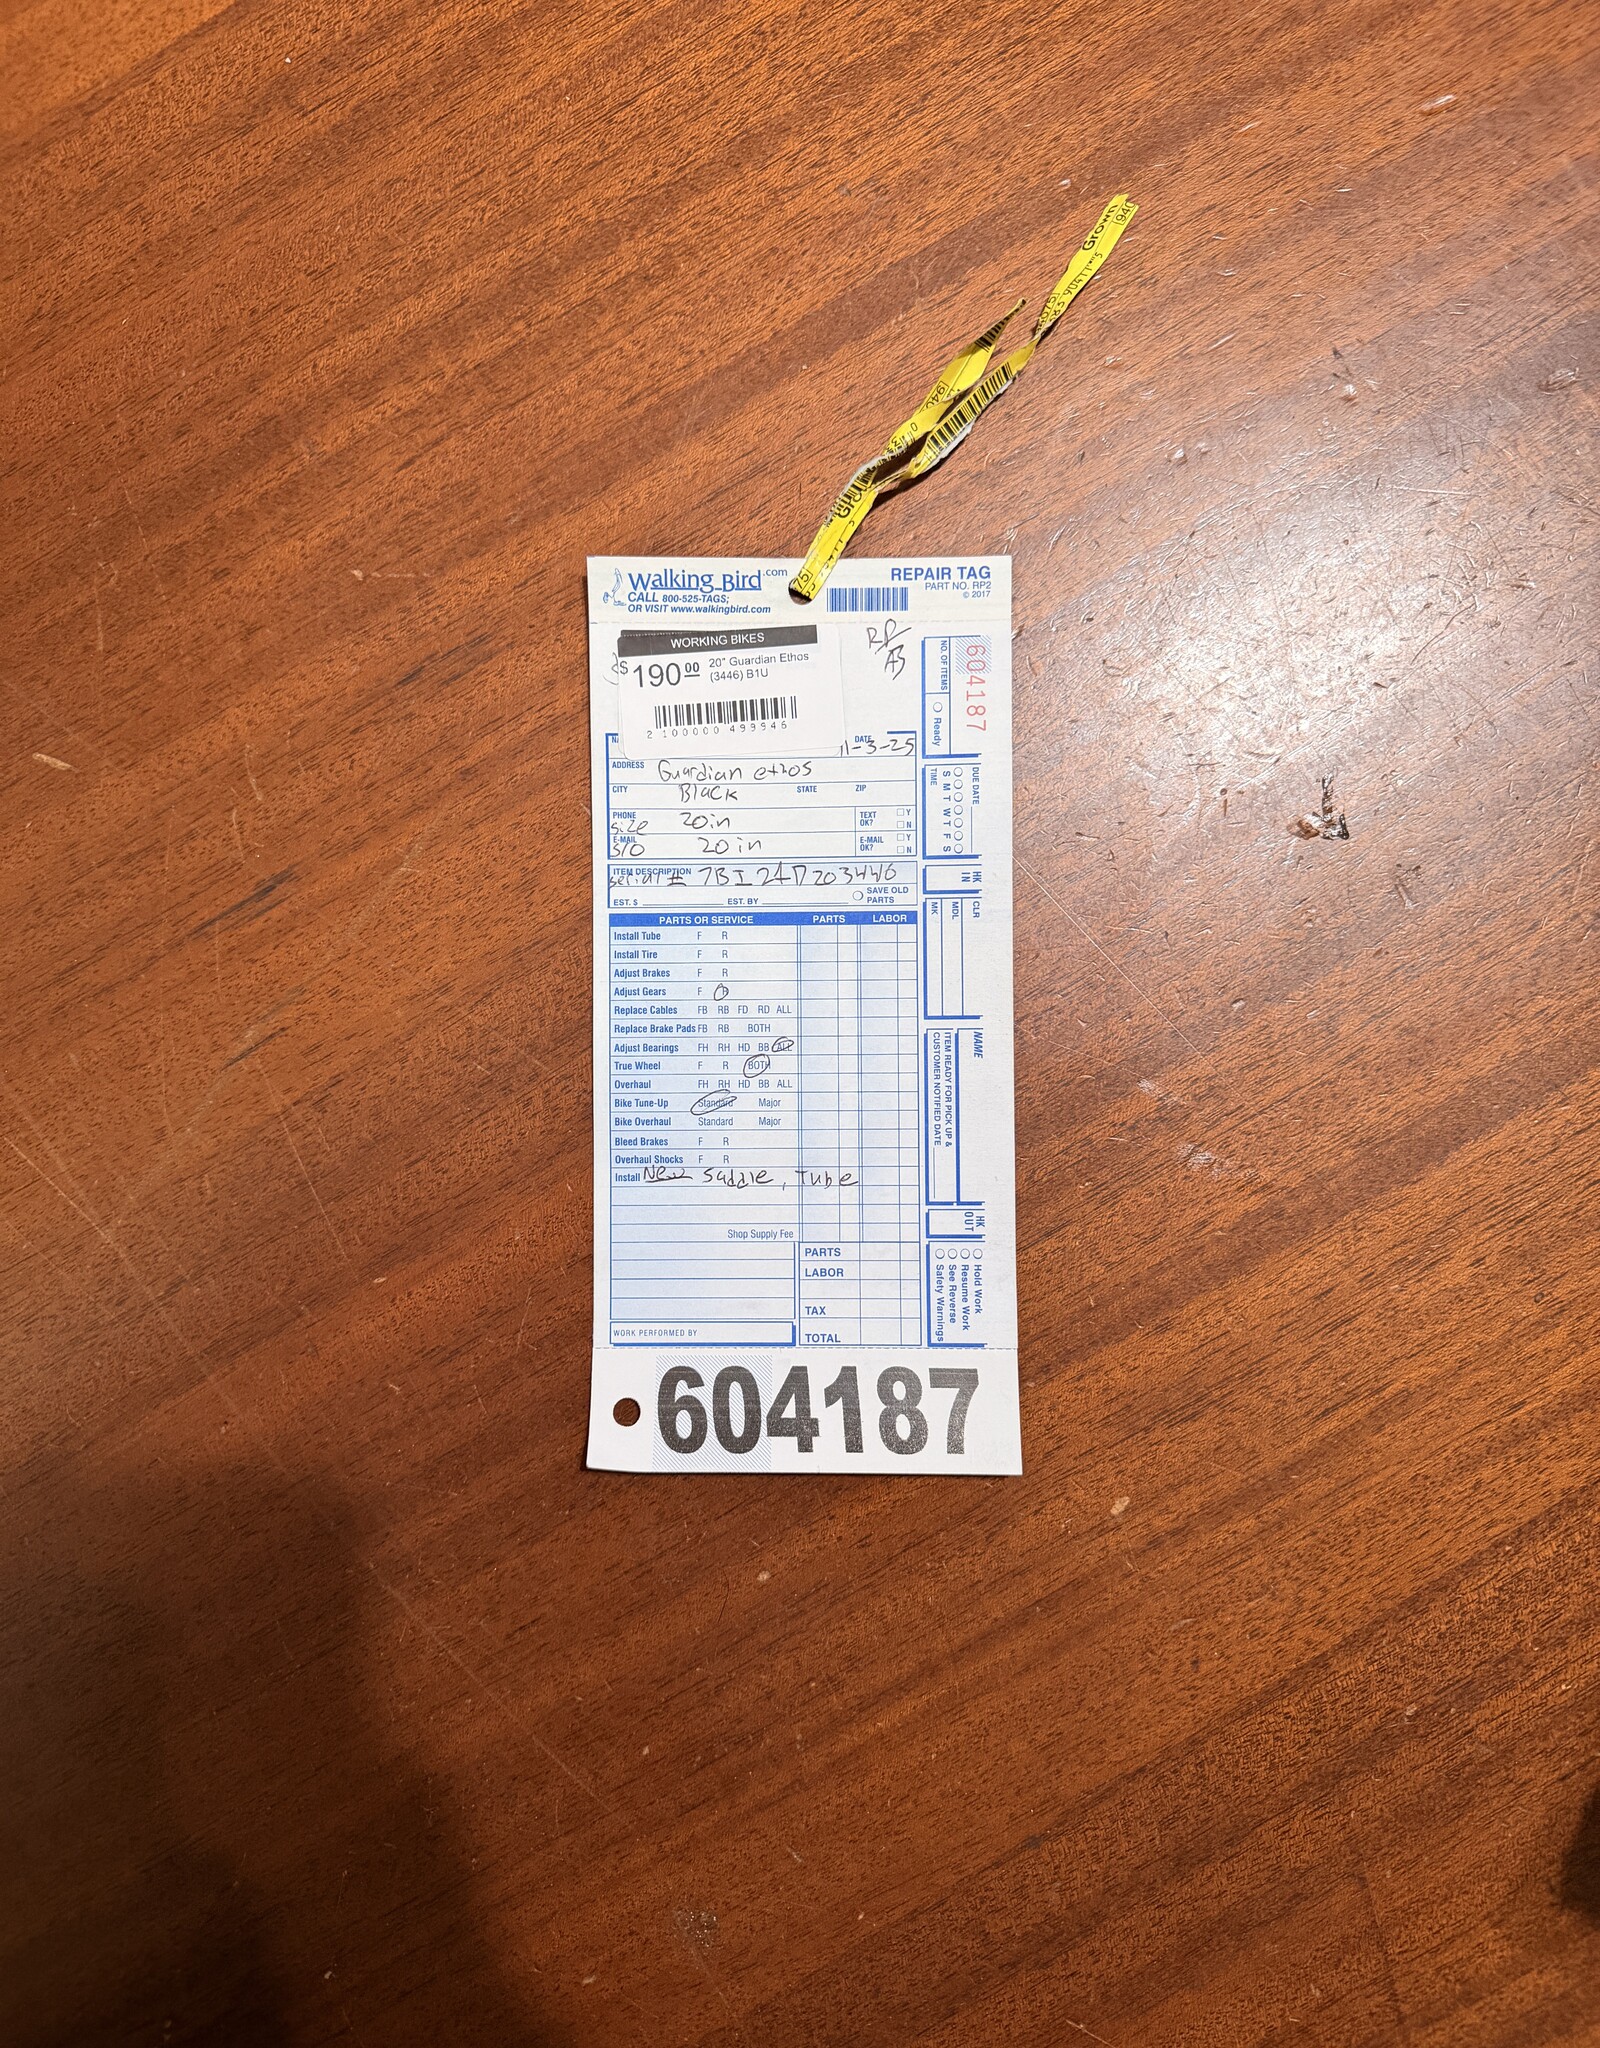 Walking Bird.com
CALL 800-525-TAGS;
OR VISIT www.walkingbird.com
REPAIR TAG
PART NO. RP2
© 2017
WORKING BIKES
$190.00 20" Guardian Ethos
(3446) B1U
2 100000 499946
RP/
AB
DATE 11-3-25
ADDRESS Guardian ethos
CITY Black STATE ZIP
PHONE size 20in TEXT OK? Y N
E-MAIL S/O 20in E-MAIL OK? Y N
ITEM DESCRIPTION
serial #
EST. $ EST. BY SAVE OLD PARTS
PARTS OR SERVICE PARTS LABOR
Install Tube F R
Install Tire F R
Adjust Brakes F R
Adjust Gears F R
Replace Cables FB RB FD RD ALL
Replace Brake Pads FB RB BOTH
Adjust Bearings FH RH HD BB ALL
True Wheel F R BOTH
Overhaul FH RH HD BB ALL
Bike Tune-Up Standard Major
Bike Overhaul Standard Major
Bleed Brakes F R
Overhaul Shocks F R
Install New Saddle, Tube
Shop Supply Fee
PARTS
LABOR
TAX
TOTAL
WORK PERFORMED BY
604187
NO. OF ITEMS
Ready
DUE DATE
S M T W T F S
TIME
HK IN
CLR
MDL
MK
NAME
ITEM READY FOR PICK UP &
CUSTOMER NOTIFIED DATE
HK OUT
Hold Work
Resume Work
See Reverse
Safety Warnings
604187
Grown